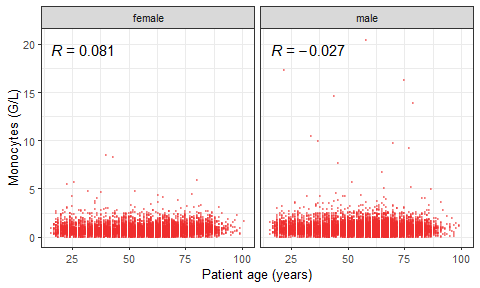 female male
R = 0.081 R = −0.027
20
15
10
5
0
25 50 75 100 25 50 75 100
Monocytes (G/L)
Patient age (years)